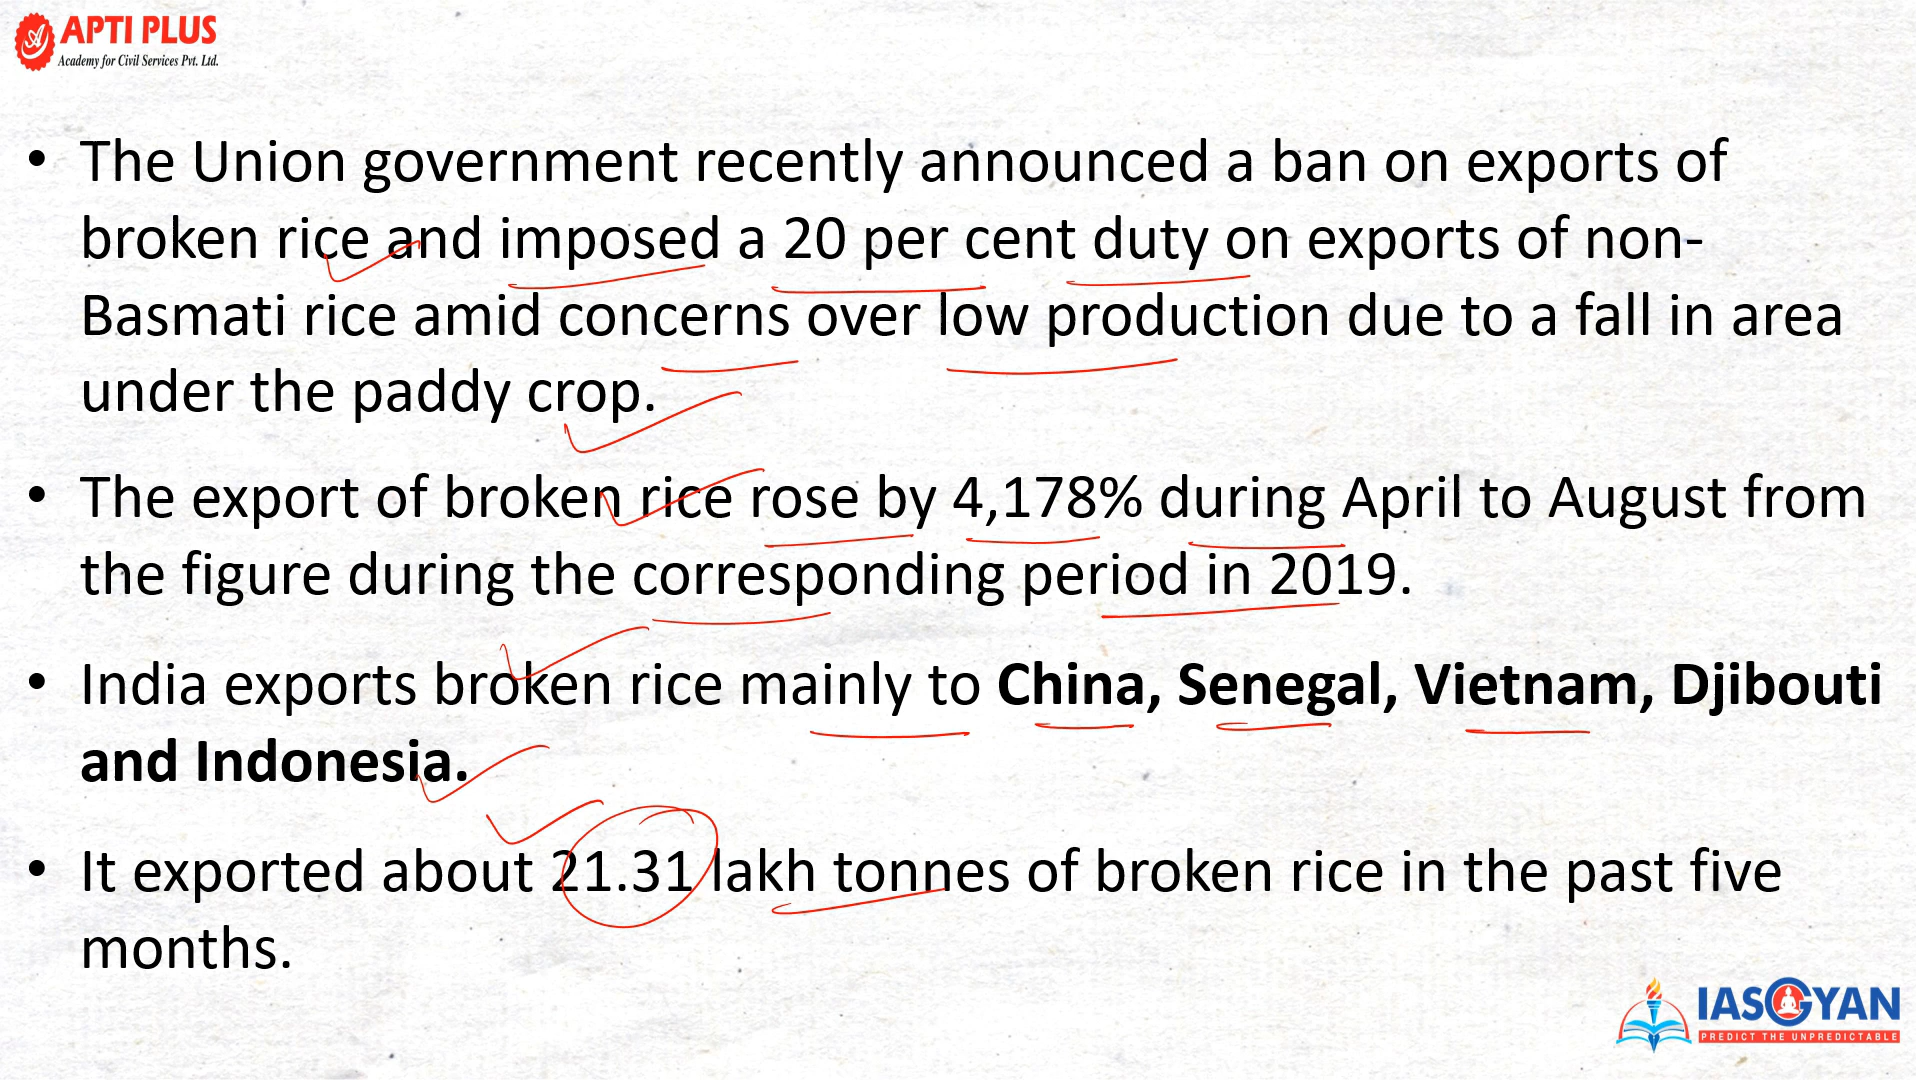 APTI PLUS
Academy for Civil Services Pvt. Ltd.
• The Union government recently announced a ban on exports of
broken rice and imposed a 20 per cent duty on exports of non-
Basmati rice amid concerns over low production due to a fall in area
under the paddy crop.
• The export of broken rice rose by 4,178% during April to August from
the figure during the corresponding period in 2019.
• India exports broken rice mainly to China, Senegal, Vietnam, Djibouti
and Indonesia.
• It exported about 21.31 lakh tonnes of broken rice in the past five
months.
IASGYAN
PREDICT THE UNPREDICTABLE